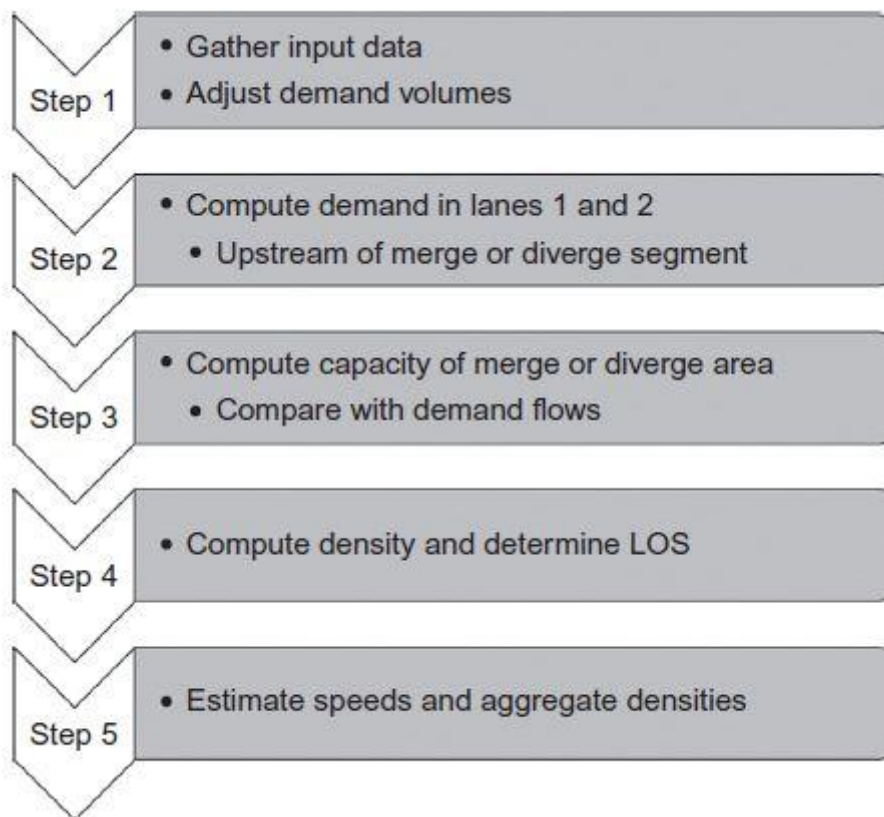 Step 1
• Gather input data
• Adjust demand volumes
Step 2
• Compute demand in lanes 1 and 2
• Upstream of merge or diverge segment
Step 3
• Compute capacity of merge or diverge area
• Compare with demand flows
Step 4
• Compute density and determine LOS
Step 5
• Estimate speeds and aggregate densities